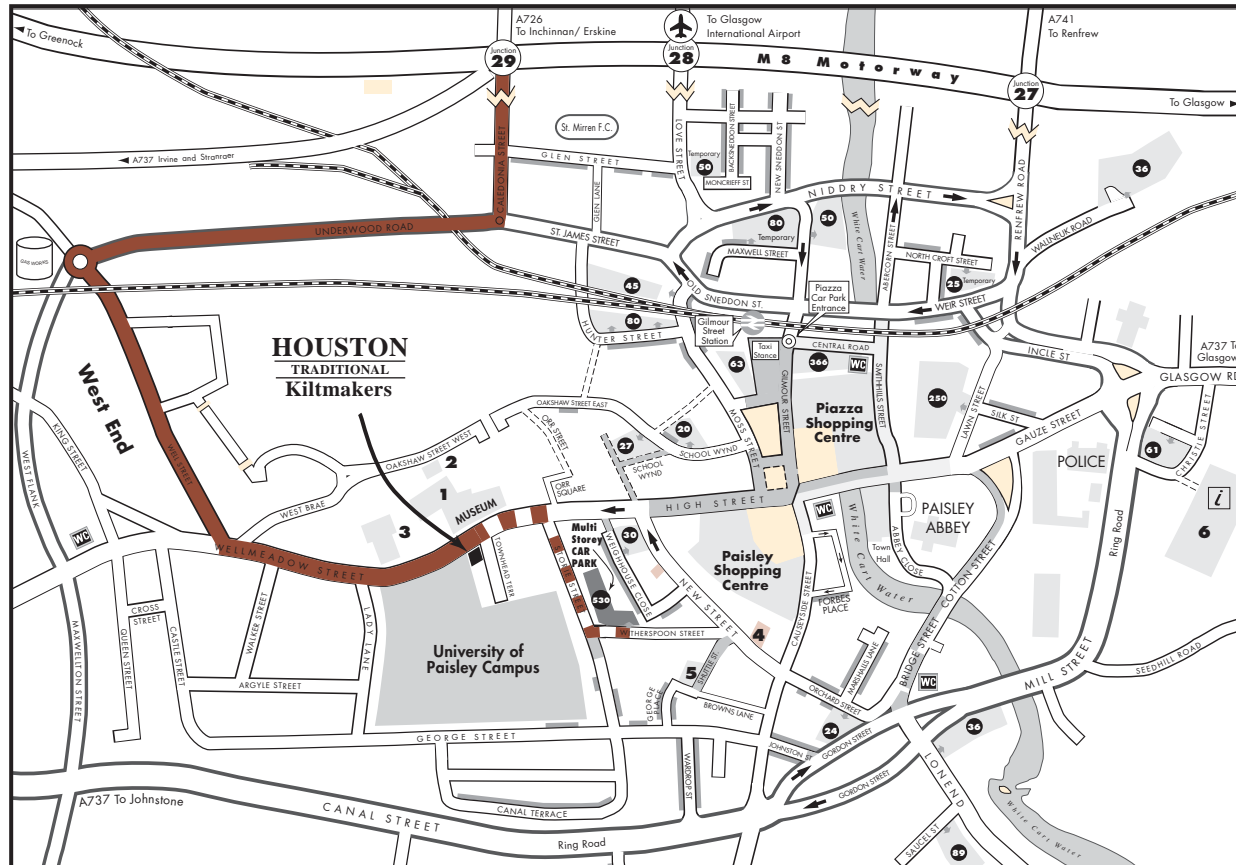 To Greenock
A726
To Inchinnan/ Erskine
Junction
29
To Glasgow
International Airport
Junction
28
M 8 Motorway
A741
To Renfrew
Junction
27
To Glasgow
A737 Irvine and Stranraer
St. Mirren F.C.
CALEDONIA STREET
GLEN STREET
GLEN LANE
LOVE STREET
BACKSNEDDON STREET
NEW SNEDDON ST
Temporary
50
MONCRIEFF ST.
NIDDRY STREET
RENFREW ROAD
36
WALLNEUK ROAD
GAS WORKS
UNDERWOOD ROAD
ST. JAMES STREET
80
Temporary
50
White Cart Water
ABERCORN STREET
MAXWELL STREET
NORTH CROFT STREET
25
Temporary
45
OLD SNEDDON ST.
Piazza
Car Park
Entrance
WEIR STREET
80
HUNTER STREET
Gilmour
Street
Station
Taxi
Stance
CENTRAL ROAD
63
366
WC
INCLE ST
A737 To
Glasgow
GLASGOW RD
HOUSTON
TRADITIONAL
Kiltmakers
West End
KING STREET
WEST FLANK
WELL STREET
OAKSHAW STREET EAST
OAKSHAW STREET WEST
ORR STREET
ORR
SQUARE
27
SCHOOL
WYND
20
SCHOOL WYND
MOSS STREET
GILMOUR STREET
SMITHHILLS STREET
Piazza
Shopping
Centre
250
LAWN STREET
SILK ST
GAUZE STREET
61
CHRISTIE STREET
POLICE
i
6
2
1
3
MUSEUM
WEST BRAE
WC
WELLMEADOW STREET
HIGH STREET
WC
White Cart Water
PAISLEY
ABBEY
ABBEY CLOSE
Town
Hall
Ring Road
Multi
Storey
CAR
PARK
530
30
WEIGHHOUSE CLOSE
TOWNHEAD TERR
STORIE STREET
NEW STREET
Paisley
Shopping
Centre
CAUSEYSIDE STREET
FORBES
PLACE
COTTON STREET
BRIDGE STREET
CROSS
STREET
QUEEN STREET
CASTLE STREET
MAXWELLTON STREET
WALKER STREET
LADY LANE
ARGYLE STREET
University of
Paisley Campus
WITHERSPOON STREET
4
5
SHUTTLE ST.
GEORGE
PLACE
BROWNS LANE
MARSHALLS LANE
ORCHARD STREET
WC
MILL STREET
SEEDHILL ROAD
GEORGE STREET
JOHNSTON ST
24
GORDON STREET
GORDON STREET
36
LONEND
WARDROP ST
CANAL TERRACE
A737 To Johnstone
CANAL STREET
Ring Road
SAUCEL ST
89
White Cart Water